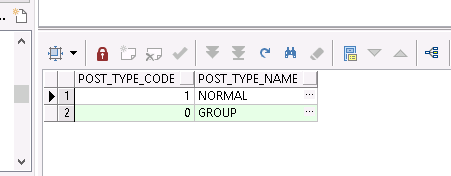 POST_TYPE_CODE POST_TYPE_NAME
1 1 NORMAL ...
2 0 GROUP ...